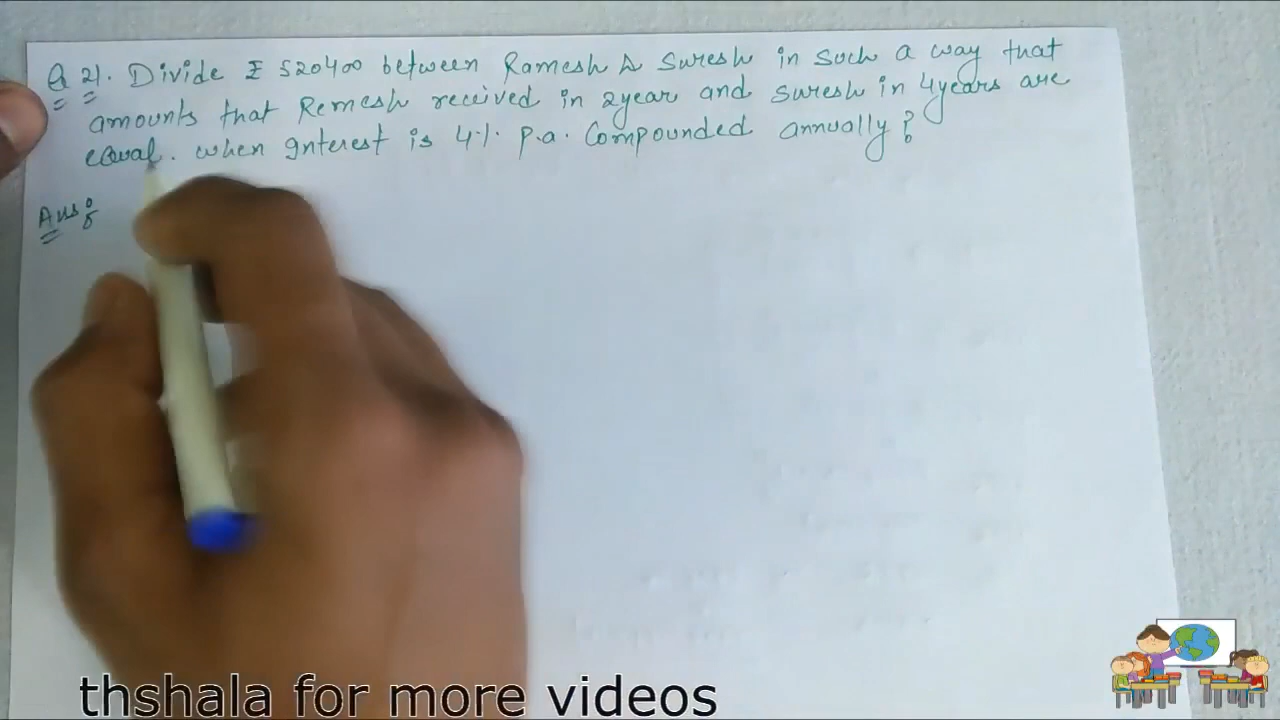 Q 21. Divide ₹ 520400 between Ramesh & Suresh in such a way that
amounts that Remesh received in 2year and Suresh in 4years are
equal. when interest is 4%. p.a. Compounded annually?
Ans:
thshala for more videos